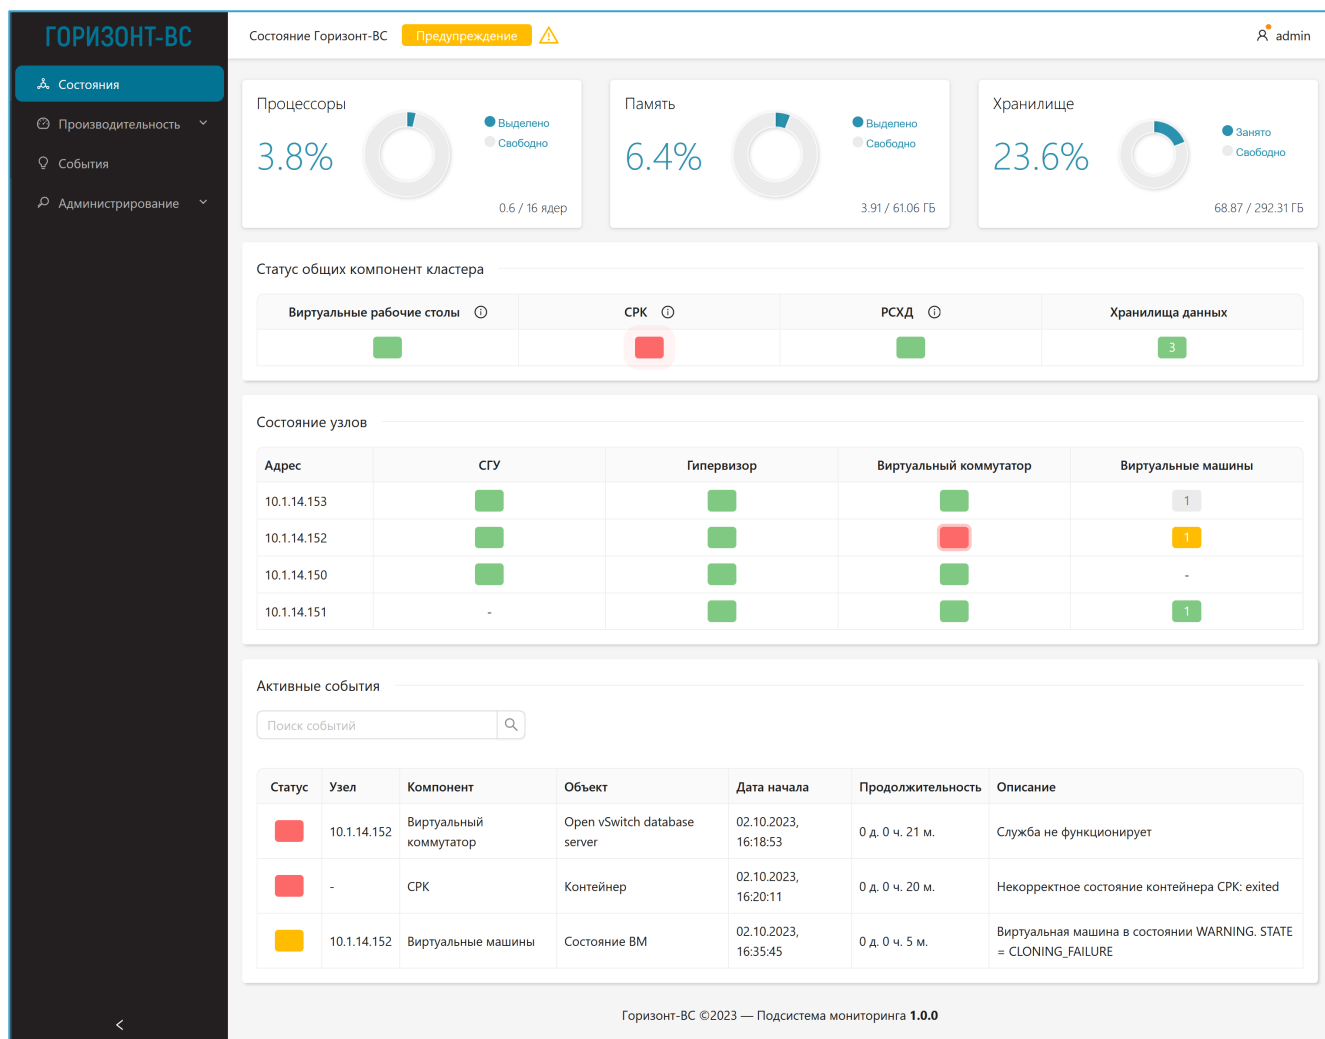 ГОРИЗОНТ-ВС
Состояния
Производительность
События
Администрирование
Состояние Горизонт-ВС Предупреждение
admin
Процессоры
3.8%
Выделено
Свободно
0.6 / 16 ядер
Память
6.4%
Выделено
Свободно
3.91 / 61.06 ГБ
Хранилище
23.6%
Занято
Свободно
68.87 / 292.31 ГБ
Статус общих компонент кластера
Виртуальные рабочие столы СРК РСХД Хранилища данных
3
Состояние узлов
Адрес СГУ Гипервизор Виртуальный коммутатор Виртуальные машины
10.1.14.153 1
10.1.14.152 1
10.1.14.150 -
10.1.14.151 - 1
Активные события
Поиск событий
Статус Узел Компонент Объект Дата начала Продолжительность Описание
10.1.14.152 Виртуальный коммутатор Open vSwitch database server 02.10.2023, 16:18:53 0 д. 0 ч. 21 м. Служба не функционирует
- СРК Контейнер 02.10.2023, 16:20:11 0 д. 0 ч. 20 м. Некорректное состояние контейнера СРК: exited
10.1.14.152 Виртуальные машины Состояние ВМ 02.10.2023, 16:35:45 0 д. 0 ч. 5 м. Виртуальная машина в состоянии WARNING. STATE = CLONING_FAILURE
Горизонт-ВС ©2023 — Подсистема мониторинга 1.0.0